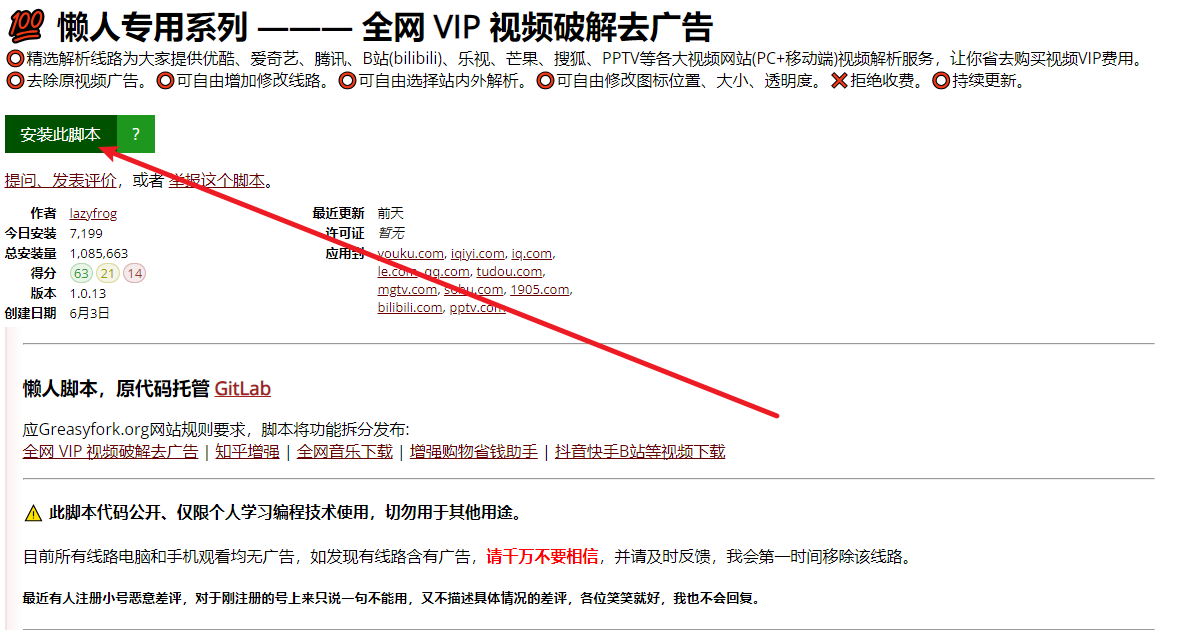 💯 懒人专用系列 ——— 全网 VIP 视频破解去广告
⭕精选解析线路为大家提供优酷、爱奇艺、腾讯、B站(bilibili)、乐视、芒果、搜狐、PPTV等各大视频网站(PC+移动端)视频解析服务，让你省去购买视频VIP费用。
⭕去除原视频广告。⭕可自由增加修改线路。⭕可自由选择站内外解析。⭕可自由修改图标位置、大小、透明度。❌拒绝收费。⭕持续更新。
安装此脚本 ?
提问、发表评价，或者 举报这个脚本。
作者 lazyfrog
今日安装 7,199
总安装量 1,085,663
得分 63 21 14
版本 1.0.13
创建日期 6月3日
最近更新 前天
许可证 暂无
应用到 youku.com, iqiyi.com, iq.com,
le.com, qq.com, tudou.com,
mgtv.com, sohu.com, 1905.com,
bilibili.com, pptv.com
懒人脚本，原代码托管 GitLab
应Greasyfork.org网站规则要求，脚本将功能拆分发布:
全网 VIP 视频破解去广告 | 知乎增强 | 全网音乐下载 | 增强购物省钱助手 | 抖音快手B站等视频下载
⚠ 此脚本代码公开、仅限个人学习编程技术使用，切勿用于其他用途。
目前所有线路电脑和手机观看均无广告，如发现有线路含有广告，请千万不要相信，并请及时反馈，我会第一时间移除该线路。
最近有人注册小号恶意差评，对于刚注册的号上来只说一句不能用，又不描述具体情况的差评，各位笑笑就好，我也不会回复。